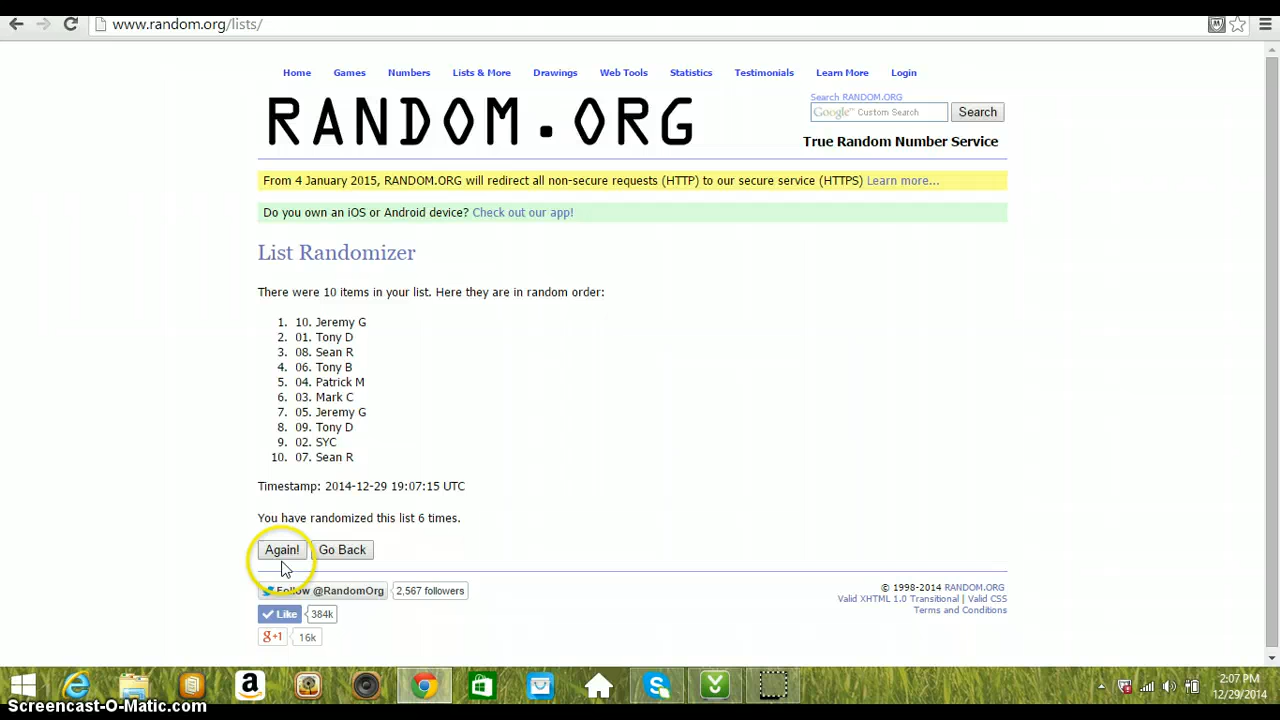 www.random.org/lists/
Home Games Numbers Lists & More Drawings Web Tools Statistics Testimonials Learn More Login
Search RANDOM.ORG
RANDOM.ORG
Google™ Custom Search Search
True Random Number Service
From 4 January 2015, RANDOM.ORG will redirect all non-secure requests (HTTP) to our secure service (HTTPS) Learn more...
Do you own an iOS or Android device? Check out our app!
List Randomizer
There were 10 items in your list. Here they are in random order:
1. 10. Jeremy G
2. 01. Tony D
3. 08. Sean R
4. 06. Tony B
5. 04. Patrick M
6. 03. Mark C
7. 05. Jeremy G
8. 09. Tony D
9. 02. SYC
10. 07. Sean R
Timestamp: 2014-12-29 19:07:15 UTC
You have randomized this list 6 times.
Again! Go Back
Follow @RandomOrg 2,567 followers
Like 384k
g+1 16k
© 1998-2014 RANDOM.ORG
Valid XHTML 1.0 Transitional | Valid CSS
Terms and Conditions
2:07 PM
12/29/2014
Screencast-O-Matic.com